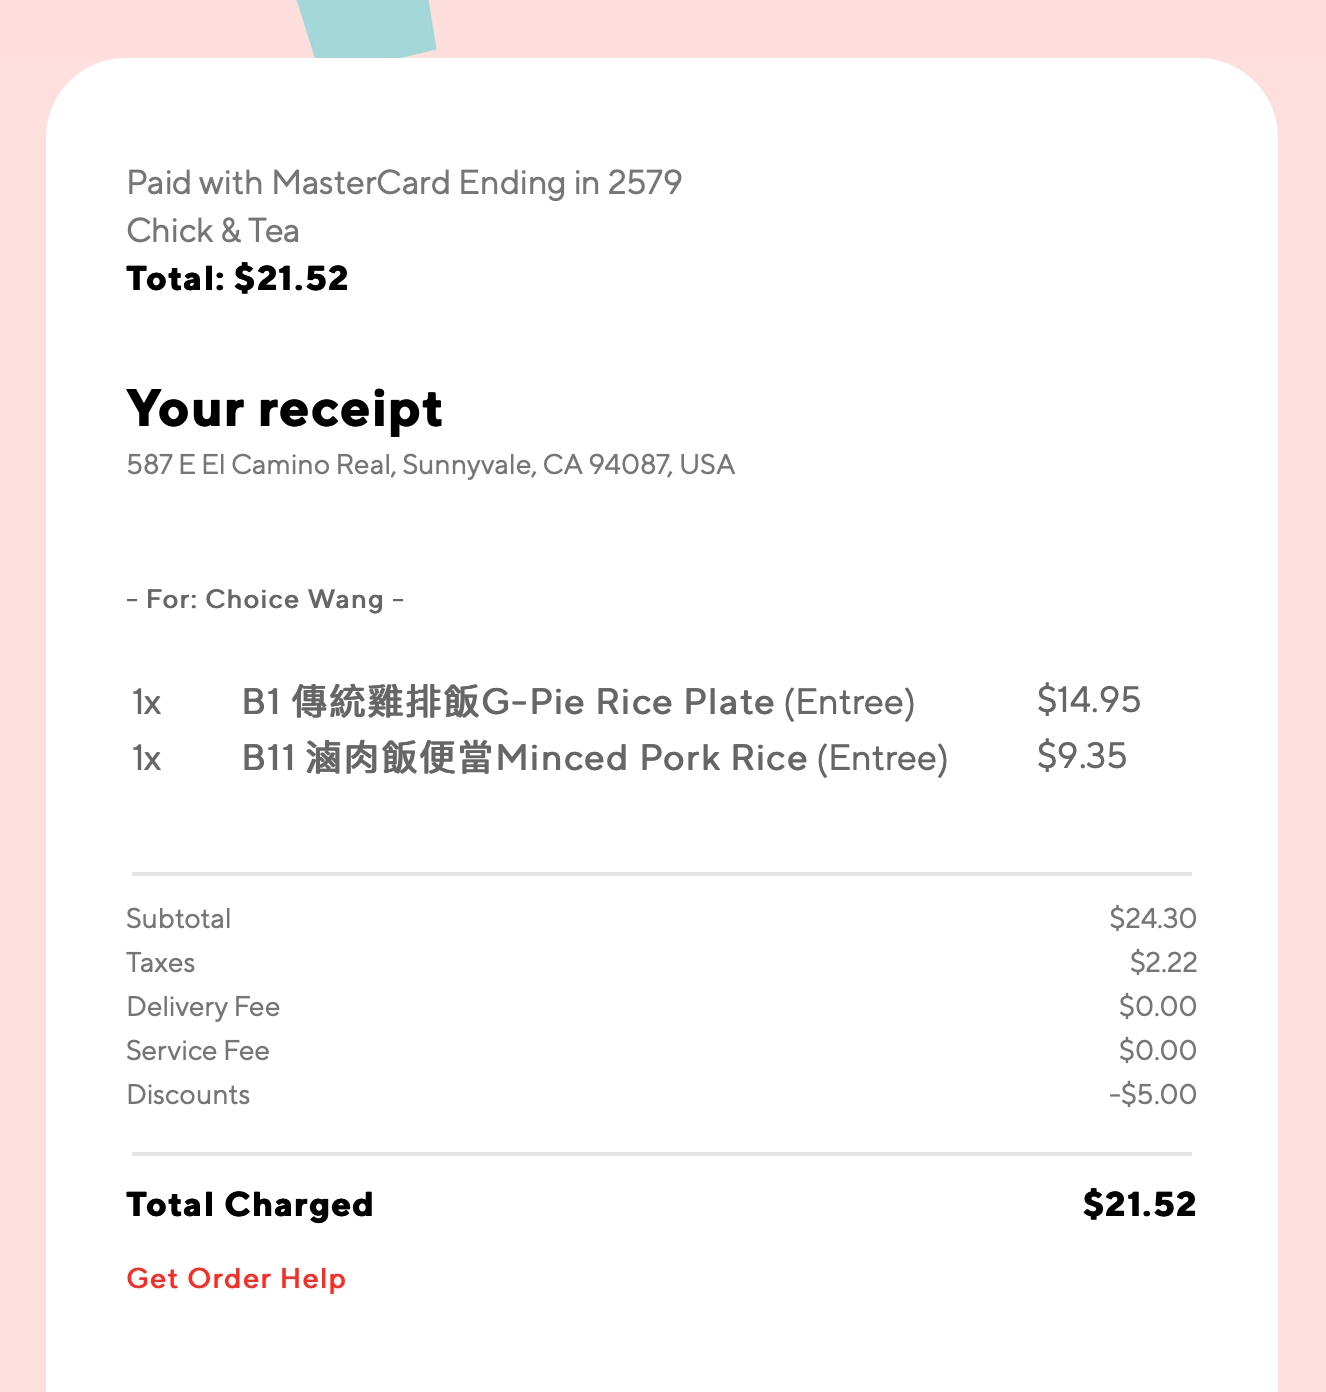 Paid with MasterCard Ending in 2579
Chick & Tea
Total: $21.52
Your receipt
587 E El Camino Real, Sunnyvale, CA 94087, USA
- For: Choice Wang -
1x B1 傳統雞排飯G-Pie Rice Plate (Entree) $14.95
1x B11 滷肉飯便當Minced Pork Rice (Entree) $9.35
Subtotal $24.30
Taxes $2.22
Delivery Fee $0.00
Service Fee $0.00
Discounts -$5.00
Total Charged $21.52
Get Order Help